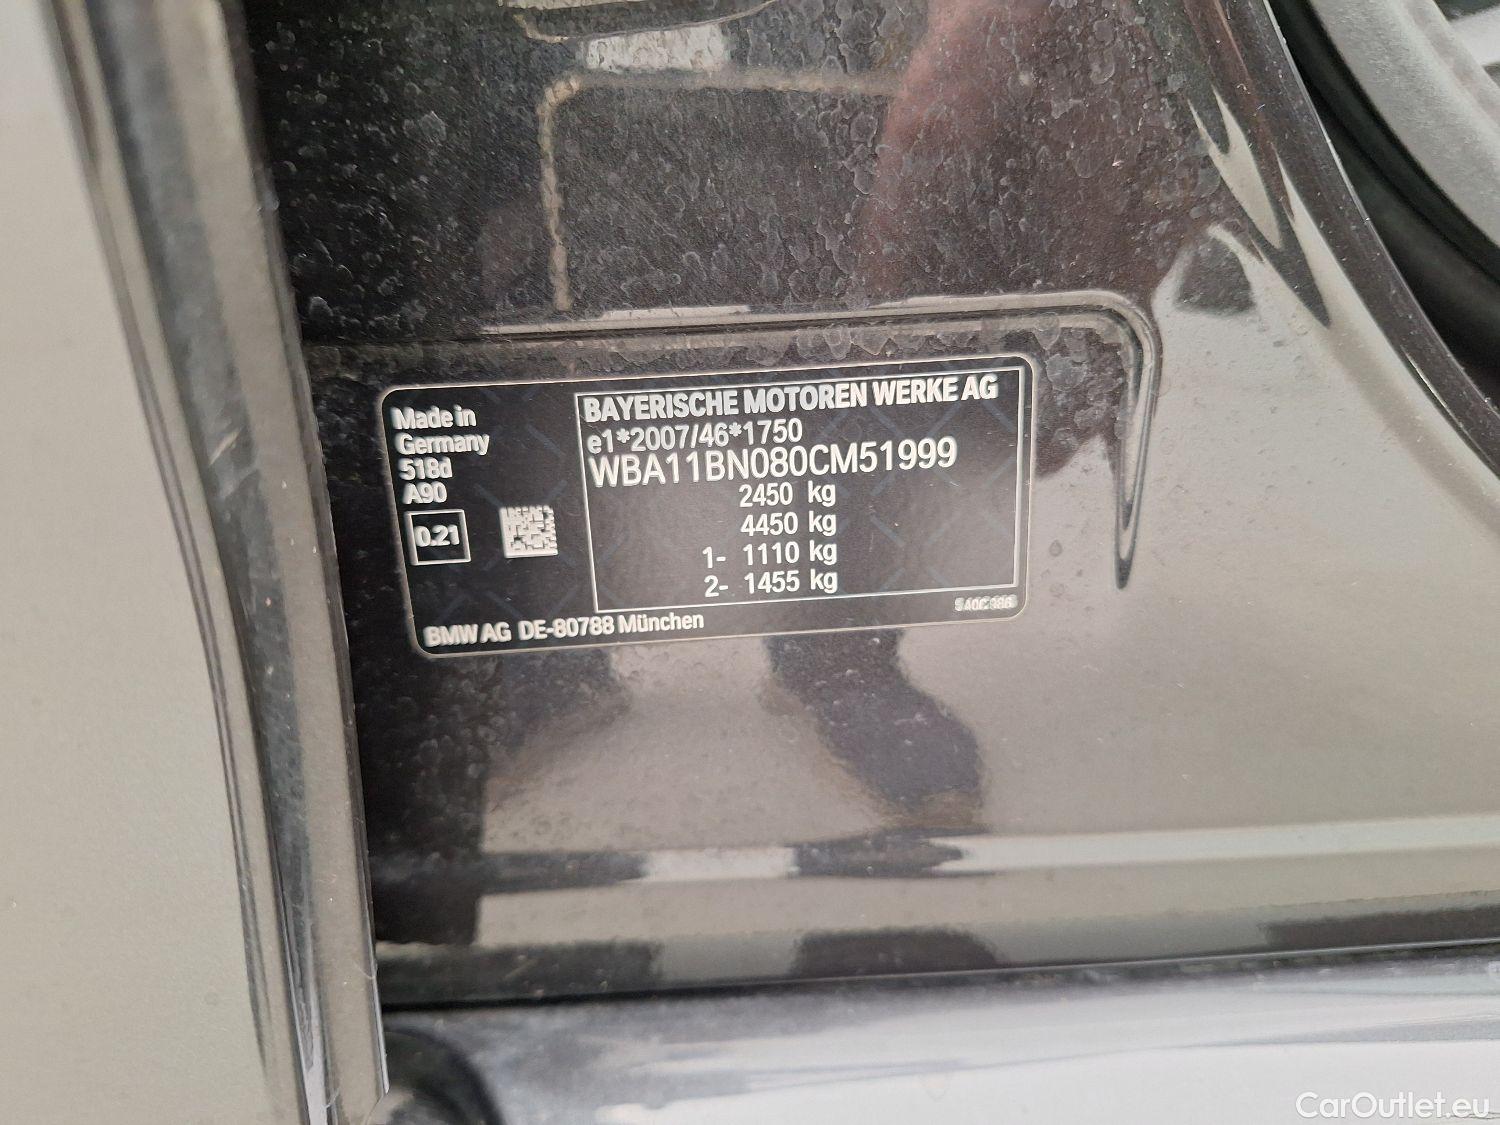 Made in
Germany
518d
A90
0.21
BAYERISCHE MOTOREN WERKE AG
e1*2007/46*1750
WBA11BN080CM51999
2450 kg
4450 kg
1- 1110 kg
2- 1455 kg
BMW AG DE-80788 München
CarOutlet.eu